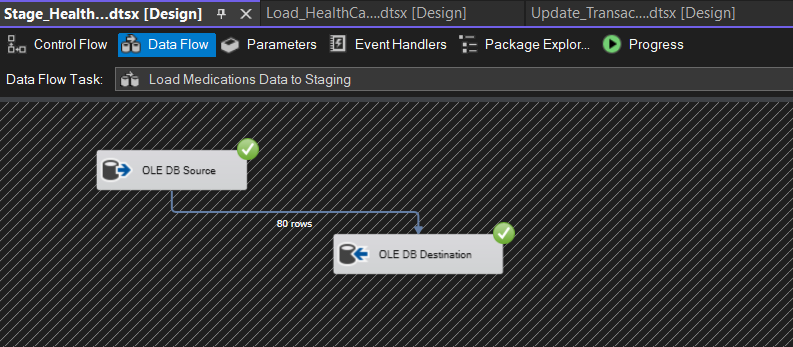 Stage_Health...dtsx [Design]
Load_HealthCa....dtsx [Design]
Update_Transac....dtsx [Design]
Control Flow
Data Flow
Parameters
Event Handlers
Package Explor...
Progress
Data Flow Task:
Load Medications Data to Staging
OLE DB Source
80 rows
OLE DB Destination